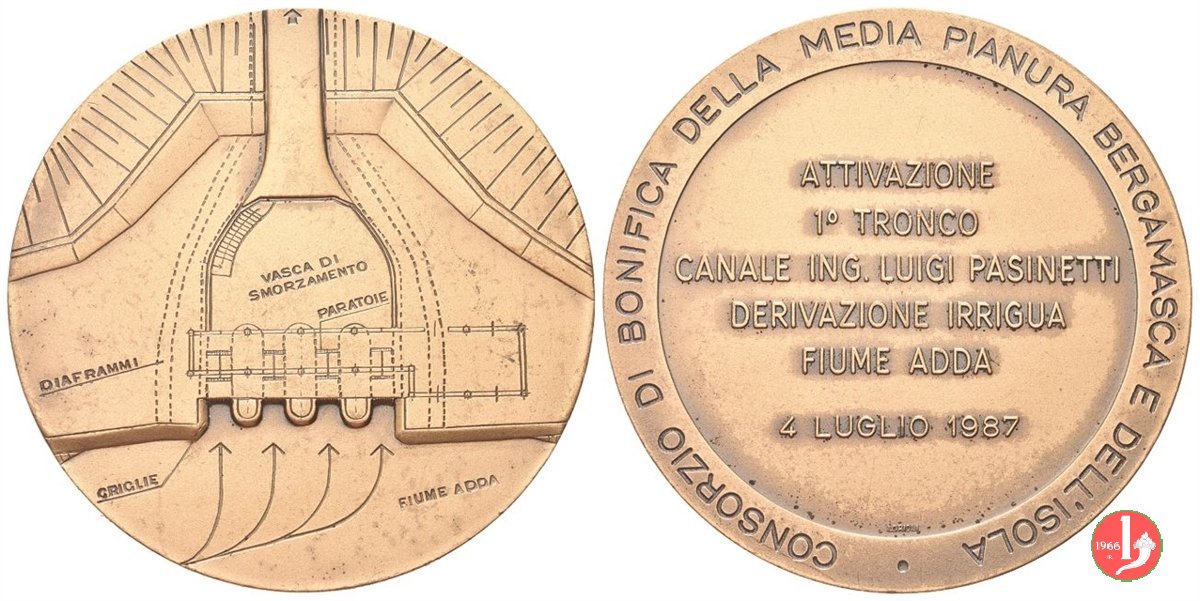 VASCA DI
SMORZAMENTO
PARATOIE
DIAFRAMMI
GRIGLIE
FIUME ADDA
CONSORZIO DI BONIFICA DELLA MEDIA PIANURA BERGAMASCA E DELL'ISOLA •
ATTIVAZIONE
1º TRONCO
CANALE ING. LUIGI PASINETTI
DERIVAZIONE IRRIGUA
FIUME ADDA
4 LUGLIO 1987
1966